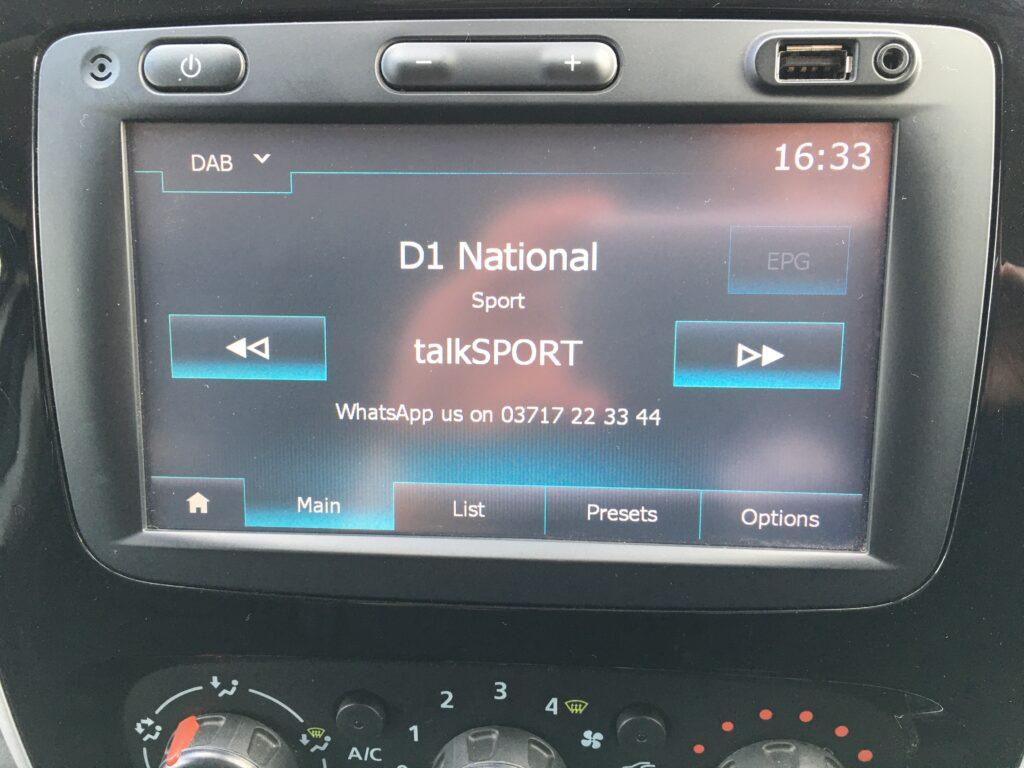 − +
DAB
16:33
D1 National
EPG
Sport
talkSPORT
WhatsApp us on 03717 22 33 44
Main List Presets Options
1 2 3 4
A/C